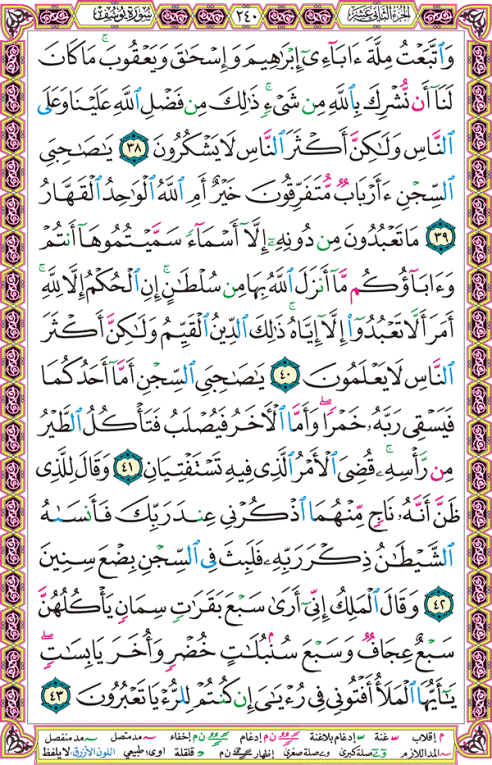 الجزء الثاني عشر ٢٤٠ سورة يوسف
وَٱتَّبَعْتُ مِلَّةَ ءَابَآءِىٓ إِبْرَٰهِيمَ وَإِسْحَٰقَ وَيَعْقُوبَ ۚ مَا كَانَ
لَنَآ أَن نُّشْرِكَ بِٱللَّهِ مِن شَىْءٍ ۚ ذَٰلِكَ مِن فَضْلِ ٱللَّهِ عَلَيْنَا وَعَلَى
ٱلنَّاسِ وَلَٰكِنَّ أَكْثَرَ ٱلنَّاسِ لَا يَشْكُرُونَ ٣٨ يَٰصَٰحِبَىِ
ٱلسِّجْنِ ءَأَرْبَابٌ مُّتَفَرِّقُونَ خَيْرٌ أَمِ ٱللَّهُ ٱلْوَٰحِدُ ٱلْقَهَّارُ
٣٩ مَا تَعْبُدُونَ مِن دُونِهِۦٓ إِلَّآ أَسْمَآءً سَمَّيْتُمُوهَآ أَنتُمْ
وَءَابَآؤُكُم مَّآ أَنزَلَ ٱللَّهُ بِهَا مِن سُلْطَٰنٍ ۚ إِنِ ٱلْحُكْمُ إِلَّا لِلَّهِ ۚ
أَمَرَ أَلَّا تَعْبُدُوٓا۟ إِلَّآ إِيَّاهُ ۚ ذَٰلِكَ ٱلدِّينُ ٱلْقَيِّمُ وَلَٰكِنَّ أَكْثَرَ
ٱلنَّاسِ لَا يَعْلَمُونَ ٤٠ يَٰصَٰحِبَىِ ٱلسِّجْنِ أَمَّآ أَحَدُكُمَا
فَيَسْقِى رَبَّهُۥ خَمْرًا ۖ وَأَمَّا ٱلْءَاخَرُ فَيُصْلَبُ فَتَأْكُلُ ٱلطَّيْرُ
مِن رَّأْسِهِۦ ۚ قُضِىَ ٱلْأَمْرُ ٱلَّذِى فِيهِ تَسْتَفْتِيَانِ ٤١ وَقَالَ لِلَّذِى
ظَنَّ أَنَّهُۥ نَاجٍ مِّنْهُمَا ٱذْكُرْنِى عِندَ رَبِّكَ فَأَنسَىٰهُ
ٱلشَّيْطَٰنُ ذِكْرَ رَبِّهِۦ فَلَبِثَ فِى ٱلسِّجْنِ بِضْعَ سِنِينَ
٤٢ وَقَالَ ٱلْمَلِكُ إِنِّىٓ أَرَىٰ سَبْعَ بَقَرَٰتٍ سِمَانٍ يَأْكُلُهُنَّ
سَبْعٌ عِجَافٌ وَسَبْعَ سُنۢبُلَٰتٍ خُضْرٍ وَأُخَرَ يَابِسَٰتٍ ۖ
يَٰٓأَيُّهَا ٱلْمَلَأُ أَفْتُونِى فِى رُءْيَٰىَ إِن كُنتُمْ لِلرُّءْيَا تَعْبُرُونَ ٤٣
م إقلاب غنة إدغام بلاغنة ن م إدغام ن م إخفاء مد متصل مد منفصل
المد اللازم وصلة كبرى وصلة صغرى إظهار ن م قلقلة اوى: طبيعي اللون الأزرق: لا يلفظ